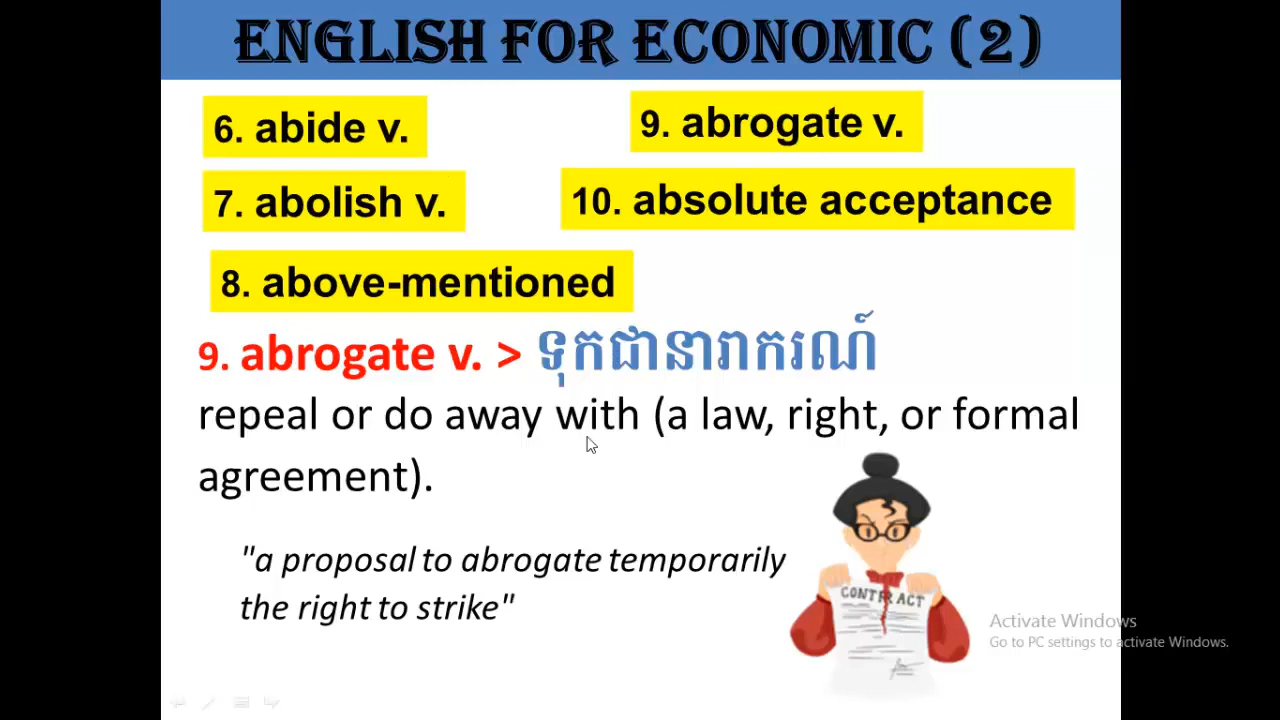 ENGLISH FOR ECONOMIC (2)
6. abide v.
7. abolish v.
8. above-mentioned
9. abrogate v.
10. absolute acceptance
9. abrogate v. > ទុកជានារាករណ៍
repeal or do away with (a law, right, or formal
agreement).
"a proposal to abrogate temporarily
the right to strike"
CONTRACT
Activate Windows
Go to PC settings to activate Windows.